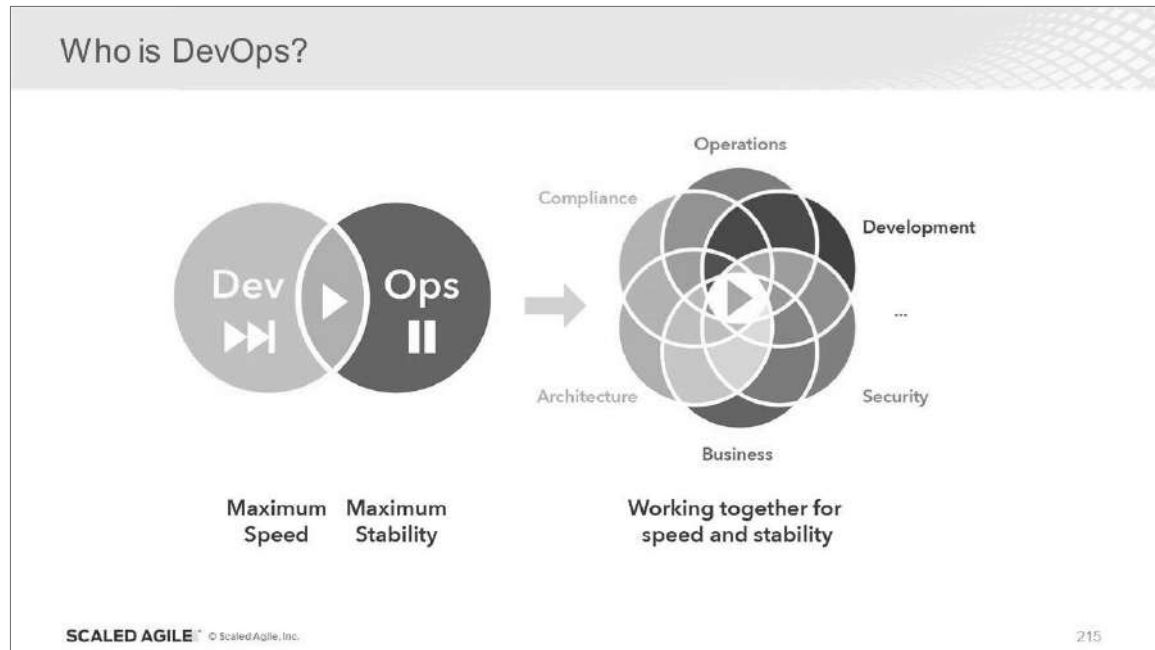 Who is DevOps?
Operations
Compliance
Development
Dev
Ops
...
Architecture
Security
Business
Maximum Speed
Maximum Stability
Working together for
speed and stability
SCALED AGILE © Scaled Agile, Inc.
215